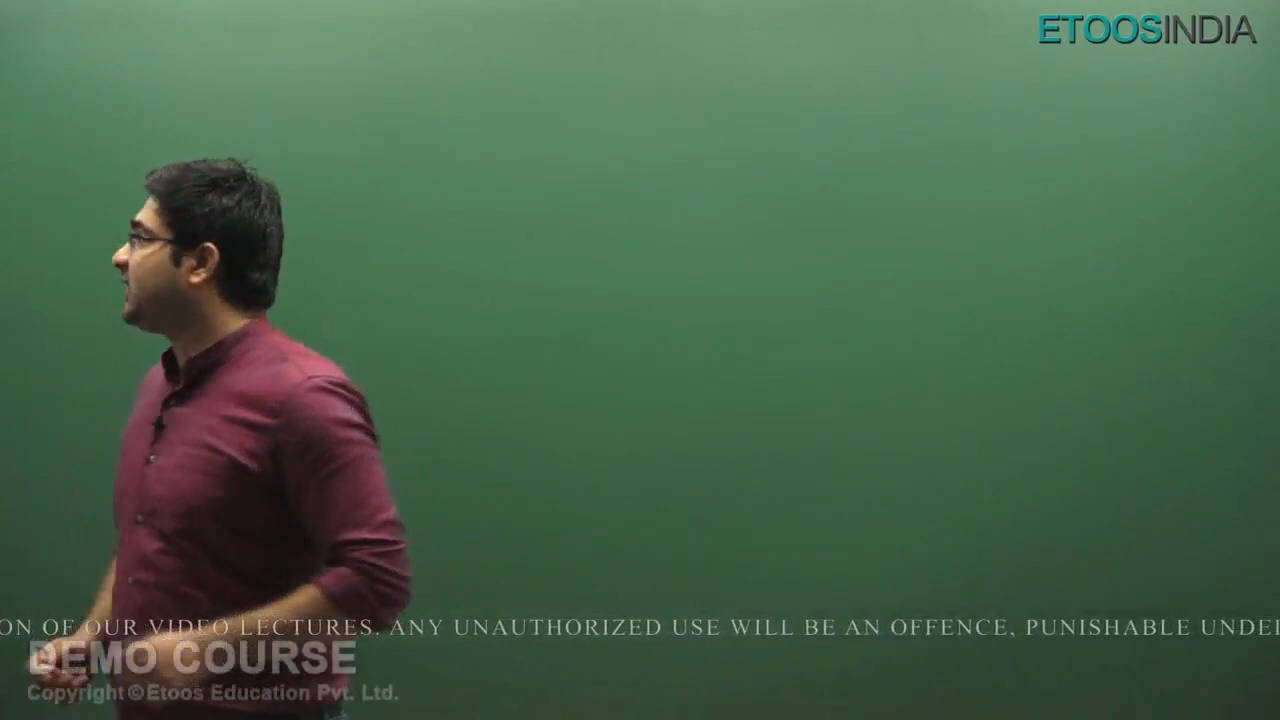 ETOOSINDIA
ON OF OUR VIDEO LECTURES. ANY UNAUTHORIZED USE WILL BE AN OFFENCE, PUNISHABLE UNDE
DEMO COURSE
Copyright © Etoos Education Pvt. Ltd.